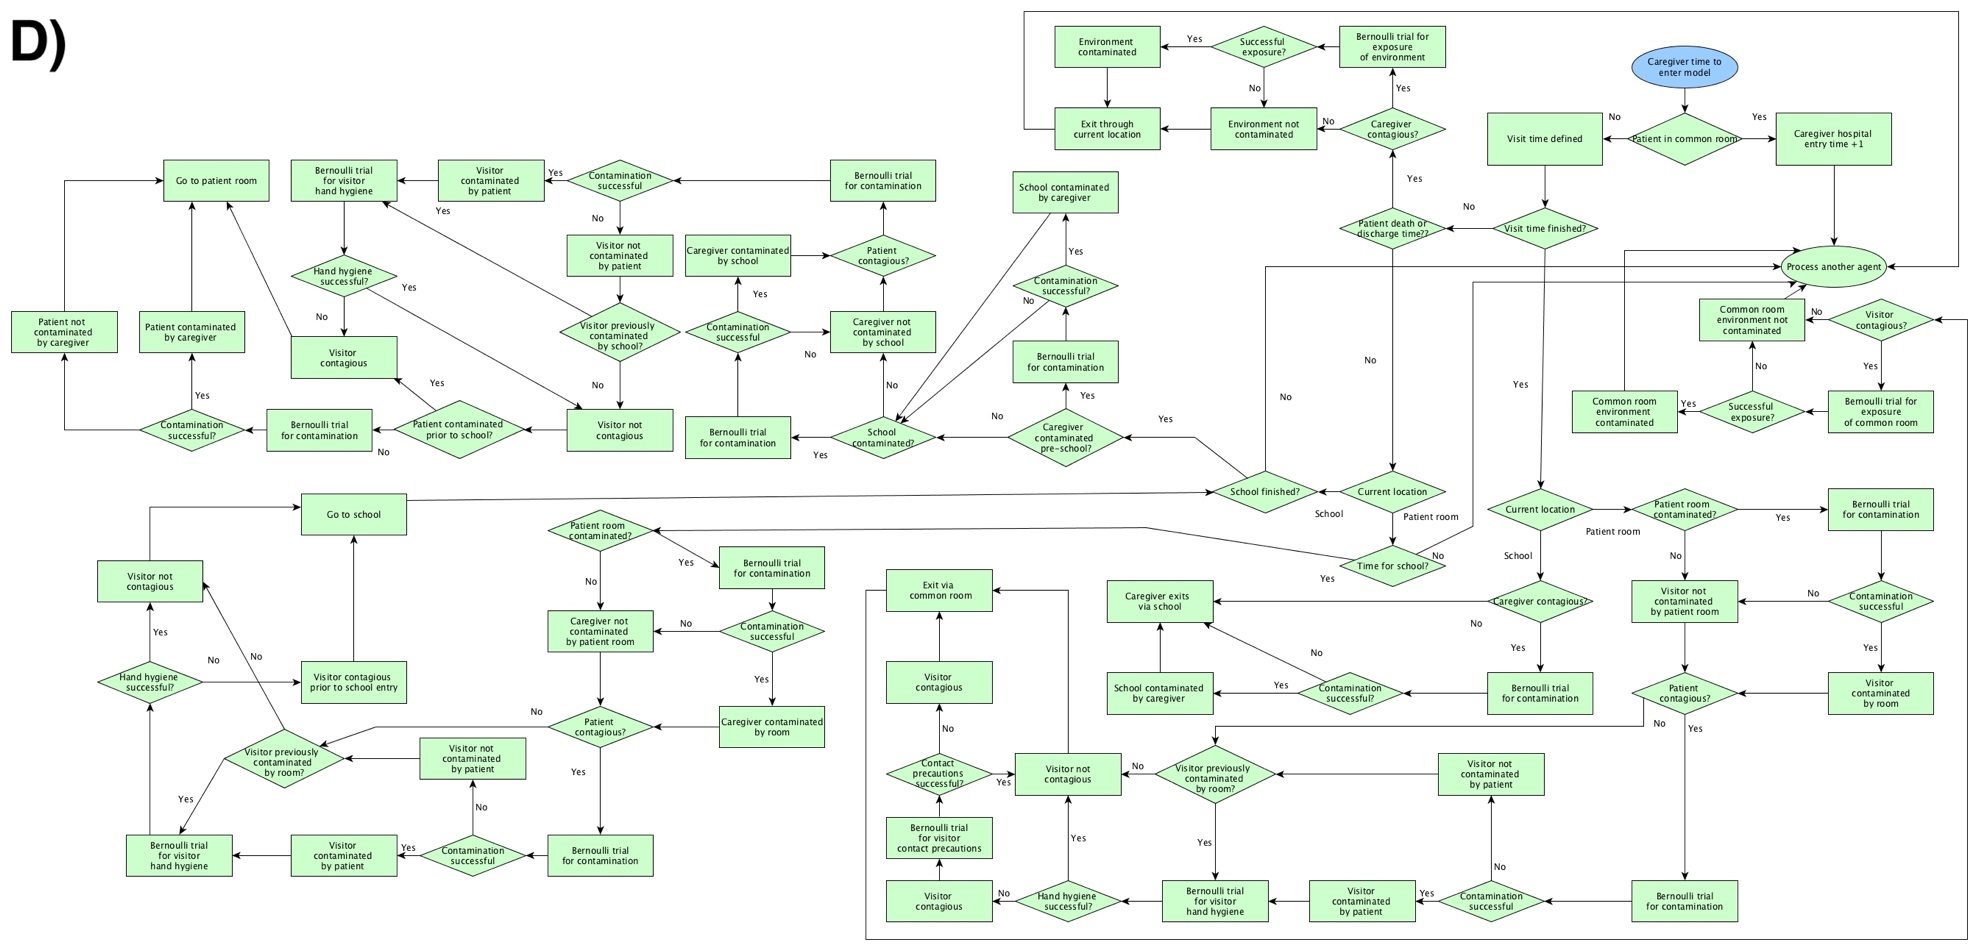 D)
Caregiver time to
enter model
Patient in common room
No
Yes
Visit time defined
Caregiver hospital
entry time +1
Visit time finished?
No
Yes
Patient death or
discharge time??
Yes
No
Caregiver
contagious?
Yes
No
Bernoulli trial for
exposure
of environment
Successful
exposure?
Yes
No
Environment
contaminated
Environment not
contaminated
Exit through
current location
Process another agent
Common room
environment not
contaminated
No
Visitor
contagious?
Yes
Bernoulli trial for
exposure
of common room
Successful
exposure?
No
Yes
Common room
environment
contaminated
Go to patient room
Bernoulli trial
for visitor
hand hygiene
Visitor
contaminated
by patient
Yes
Contamination
successful
No
Bernoulli trial
for contamination
Yes
Visitor not
contaminated
by patient
Caregiver contaminated
by school
Patient
contagious?
Hand hygiene
successful?
Yes
No
Visitor previously
contaminated
by school?
No
Yes
Contamination
successful
No
Caregiver not
contaminated
by school
School contaminated
by caregiver
Yes
Contamination
successful?
No
Bernoulli trial
for contamination
Yes
Patient not
contaminated
by caregiver
Patient contaminated
by caregiver
Visitor
contagious
Yes
Yes
Contamination
successful?
Bernoulli trial
for contamination
Patient contaminated
prior to school?
No
Visitor not
contagious
Bernoulli trial
for contamination
Yes
School
contaminated?
No
No
Caregiver
contaminated
pre-school?
Yes
No
School finished?
School
Current location
Patient room
Time for school?
No
Yes
Go to school
Visitor not
contagious
Yes
Hand hygiene
successful?
No
No
Visitor contagious
prior to school entry
Visitor previously
contaminated
by room?
Yes
Bernoulli trial
for visitor
hand hygiene
Visitor
contaminated
by patient
Yes
Contamination
successful
No
Visitor not
contaminated
by patient
Patient room
contaminated?
Yes
No
Bernoulli trial
for contamination
Caregiver not
contaminated
by patient room
No
Contamination
successful
Yes
Caregiver contaminated
by room
Patient
contagious?
No
Yes
Bernoulli trial
for contamination
Current location
Patient room
School
Patient room
contaminated?
Yes
No
Bernoulli trial
for contamination
Caregiver exits
via school
Caregiver contagious?
No
Yes
Visitor not
contaminated
by patient room
No
Contamination
successful
Yes
School contaminated
by caregiver
Yes
No
Contamination
successful?
Bernoulli trial
for contamination
Patient
contagious?
No
Yes
Visitor
contaminated
by room
Exit via
common room
Visitor
contagious
No
Contact
precautions
successful?
Yes
Visitor not
contagious
No
Visitor previously
contaminated
by room?
Visitor not
contaminated
by patient
Bernoulli trial
for visitor
contact precautions
Yes
Yes
No
Visitor
contagious
No
Hand hygiene
successful?
Bernoulli trial
for visitor
hand hygiene
Visitor
contaminated
by patient
Yes
Contamination
successful
Bernoulli trial
for contamination